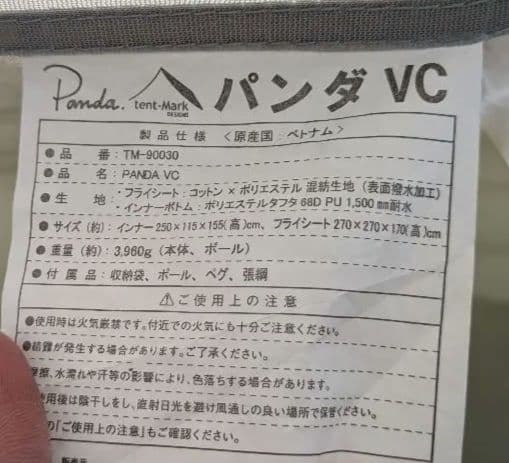 Panda. tent-Mark DESIGNS パンダ VC
製品仕様 〈原産国：ベトナム〉
●品 番：TM-90030
●品 名：PANDA VC
●生 地：・フライシート：コットン×ポリエステル 混紡生地（表面撥水加工）
・インナーボトム：ポリエステルタフタ 68D PU 1,500㎜耐水
●サイズ（約）：インナー250×115×155(高)㎝、フライシート270×270×170(高)㎝
●重量（約）：3,960g（本体、ポール）
●付属品：収納袋、ポール、ペグ、張綱
⚠ご使用上の注意
●使用時は火気厳禁です。付近での火気にも十分ご注意ください。
●結露が発生する場合があります。ご了承ください。
摩擦、水濡れや汗等の影響により、色落ちする場合があります。
使用後は陰干しをし、直射日光を避け風通しの良い場所で保管ください。
の「ご使用上の注意」もご確認ください。